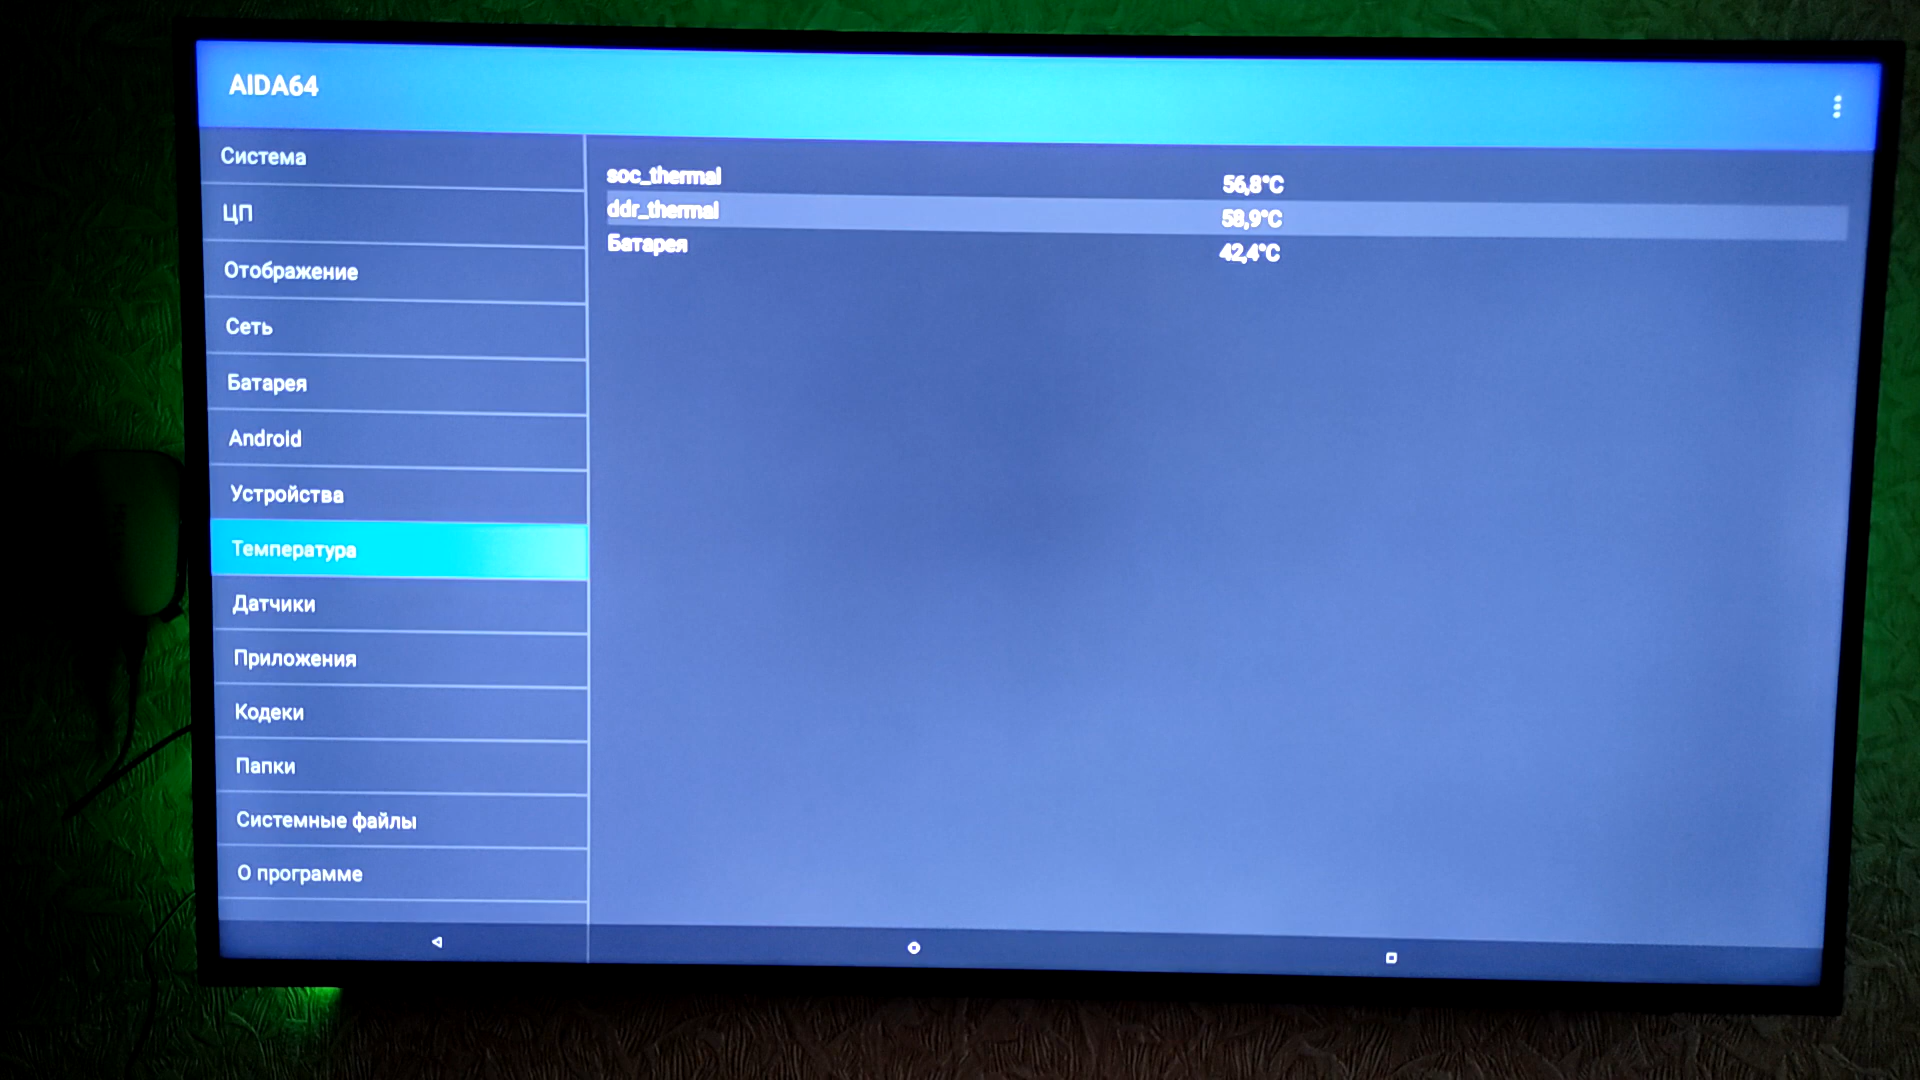 AIDA64
Система
ЦП
Отображение
Сеть
Батарея
Android
Устройства
Температура
Датчики
Приложения
Кодеки
Папки
Системные файлы
О программе
soc_thermal 56,8°C
ddr_thermal 58,9°C
Батарея 42,4°C